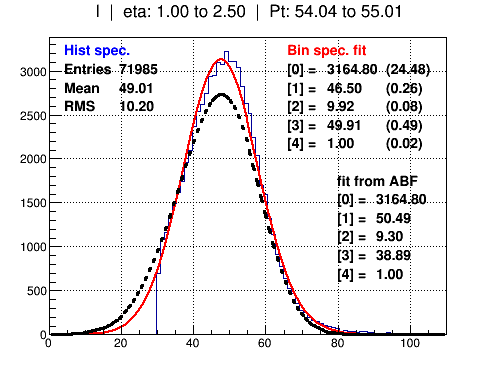 I | eta: 1.00 to 2.50 | Pt: 54.04 to 55.01
Hist spec.
Entries 71985
Mean 49.01
RMS 10.20
Bin spec. fit
[0] = 3164.80 (24.48)
[1] = 46.50 (0.26)
[2] = 9.92 (0.08)
[3] = 49.91 (0.49)
[4] = 1.00 (0.02)
fit from ABF
[0] = 3164.80
[1] = 50.49
[2] = 9.30
[3] = 38.89
[4] = 1.00
3000
2500
2000
1500
1000
500
0
0 20 40 60 80 100